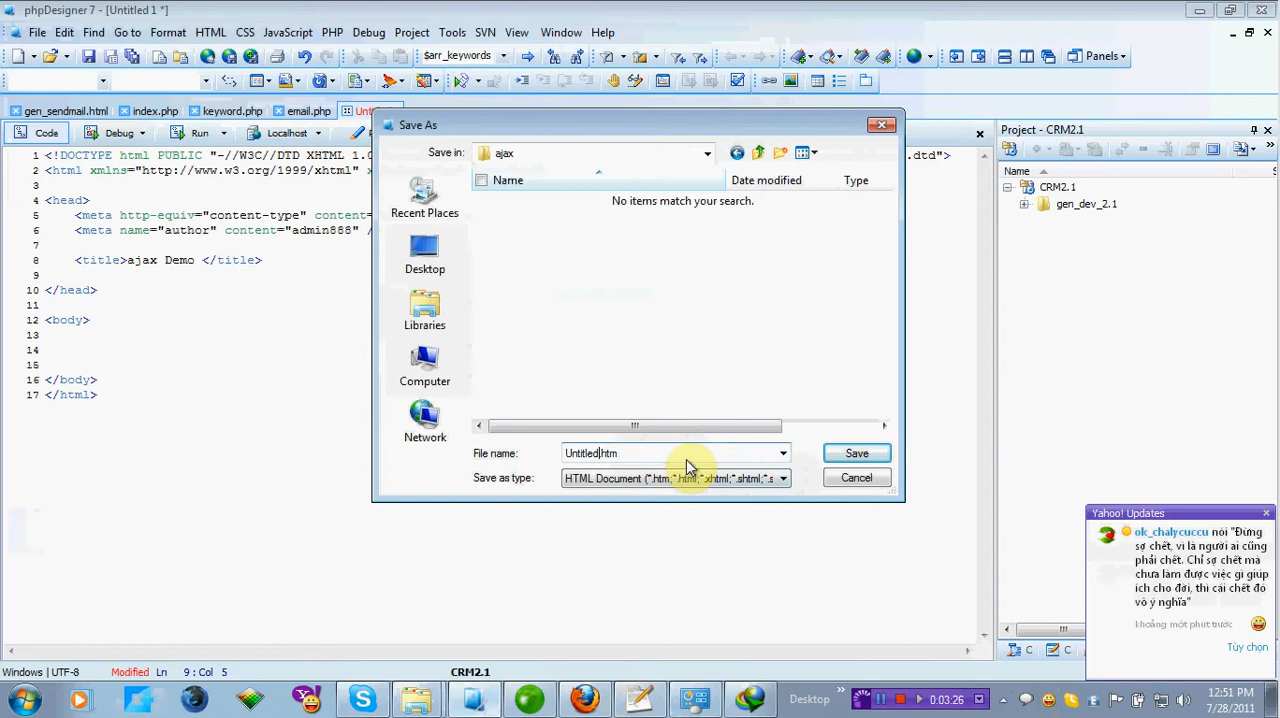 phpDesigner 7 - [Untitled 1 *]
File Edit Find Go to Format HTML CSS JavaScript PHP Debug Project Tools SVN View Window Help
$arr_keywords
Panels
gen_sendmail.html index.php keyword.php email.php
Code Debug Run Localhost
1 <!DOCTYPE html PUBLIC "-//W3C//DTD XHTML 1.0
.dtd">
2 <html xmlns="http://www.w3.org/1999/xhtml"
3
4 <head>
5 <meta http-equiv="content-type" content=
6 <meta name="author" content="admin888" /
7
8 <title>ajax Demo </title>
9
10 </head>
11
12 <body>
13
14
15
16 </body>
17 </html>
Save As
Save in: ajax
Name Date modified Type
No items match your search.
Recent Places
Desktop
Libraries
Computer
Network
File name: Untitled.htm Save
Save as type: HTML Document (*.htm;*.html;*.xhtml;*.shtml;*.s Cancel
Project - CRM2.1
Name S
CRM2.1
gen_dev_2.1
C C
Yahoo! Updates
ok_chalycuccu nói "Đừng
sợ chết, vì là người ai cũng
phải chết. Chỉ sợ chết mà
chưa làm được việc gì giúp
ích cho đời, thì cái chết đó
vô ý nghĩa"
khoảng một phút trước
Tùy chọn
Windows | UTF-8 Modified Ln 9 : Col 5 CRM2.1
Desktop » 0:03:26
12:51 PM
7/28/2011